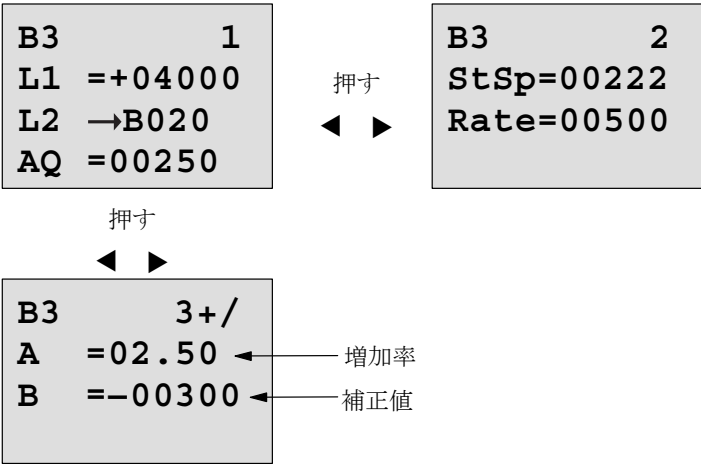 B3 1
L1 =+04000
L2 →B020
AQ =00250
押す
◀ ▶
B3 2
StSp=00222
Rate=00500
押す
◀ ▶
B3 3+/
A =02.50
増加率
B =–00300
補正値